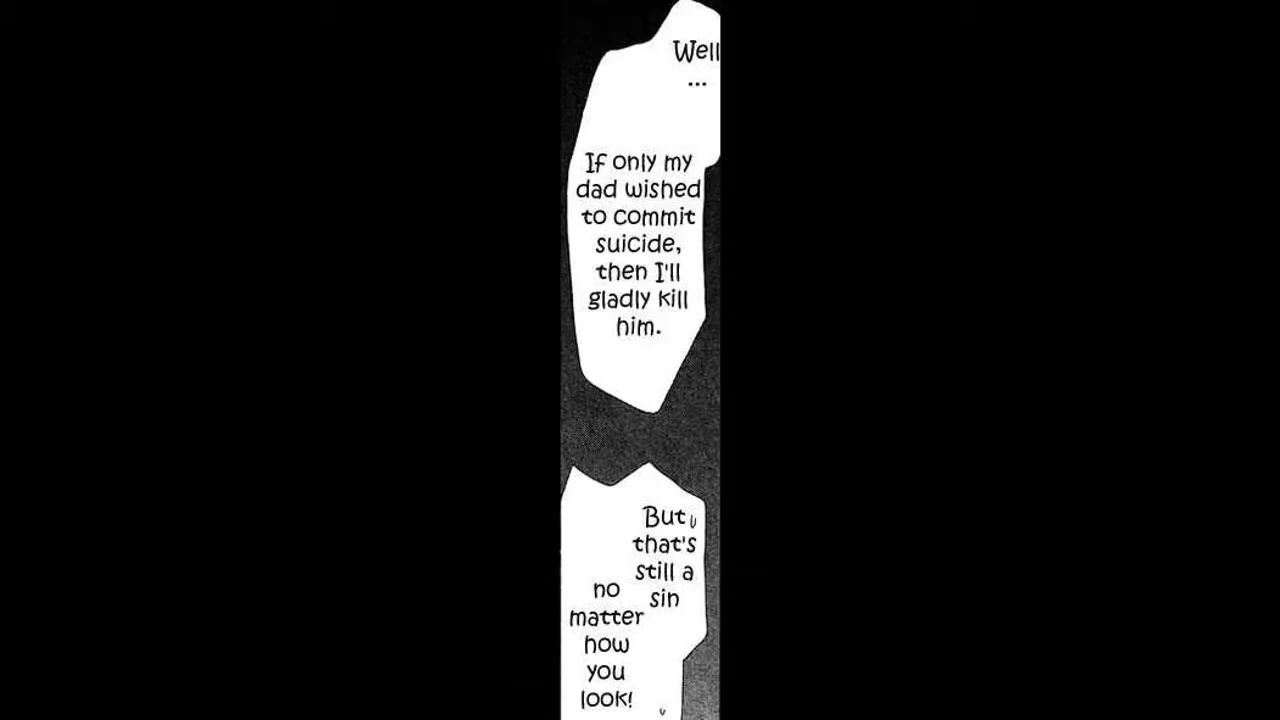 Well
...
If only my
dad wished
to commit
suicide,
then I'll
gladly kill
him.
But
that's
still a
sin
no
matter
how
you
look!